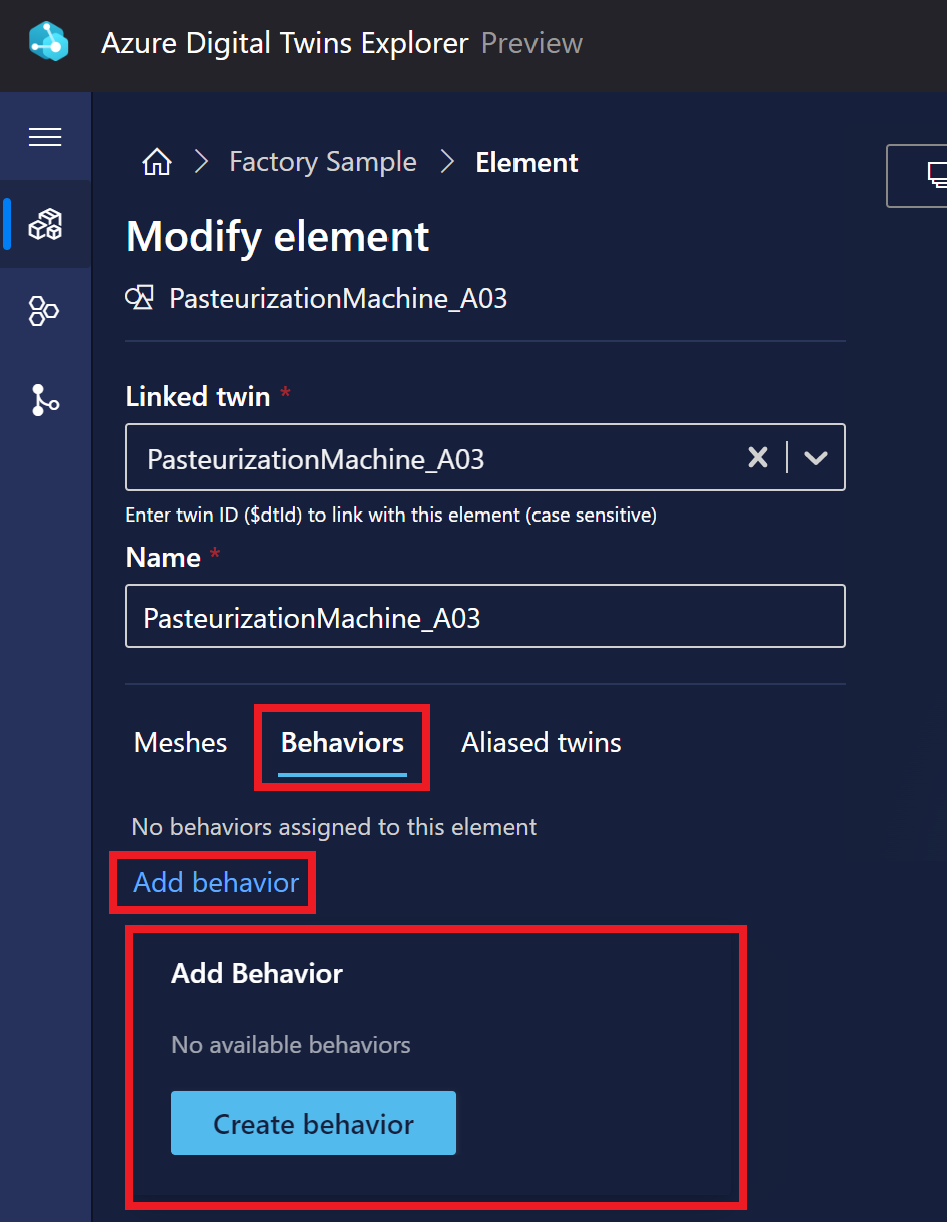 Azure Digital Twins Explorer Preview
Factory Sample > Element
Modify element
PasteurizationMachine_A03
Linked twin *
PasteurizationMachine_A03
Enter twin ID ($dtId) to link with this element (case sensitive)
Name *
PasteurizationMachine_A03
Meshes Behaviors Aliased twins
No behaviors assigned to this element
Add behavior
Add Behavior
No available behaviors
Create behavior